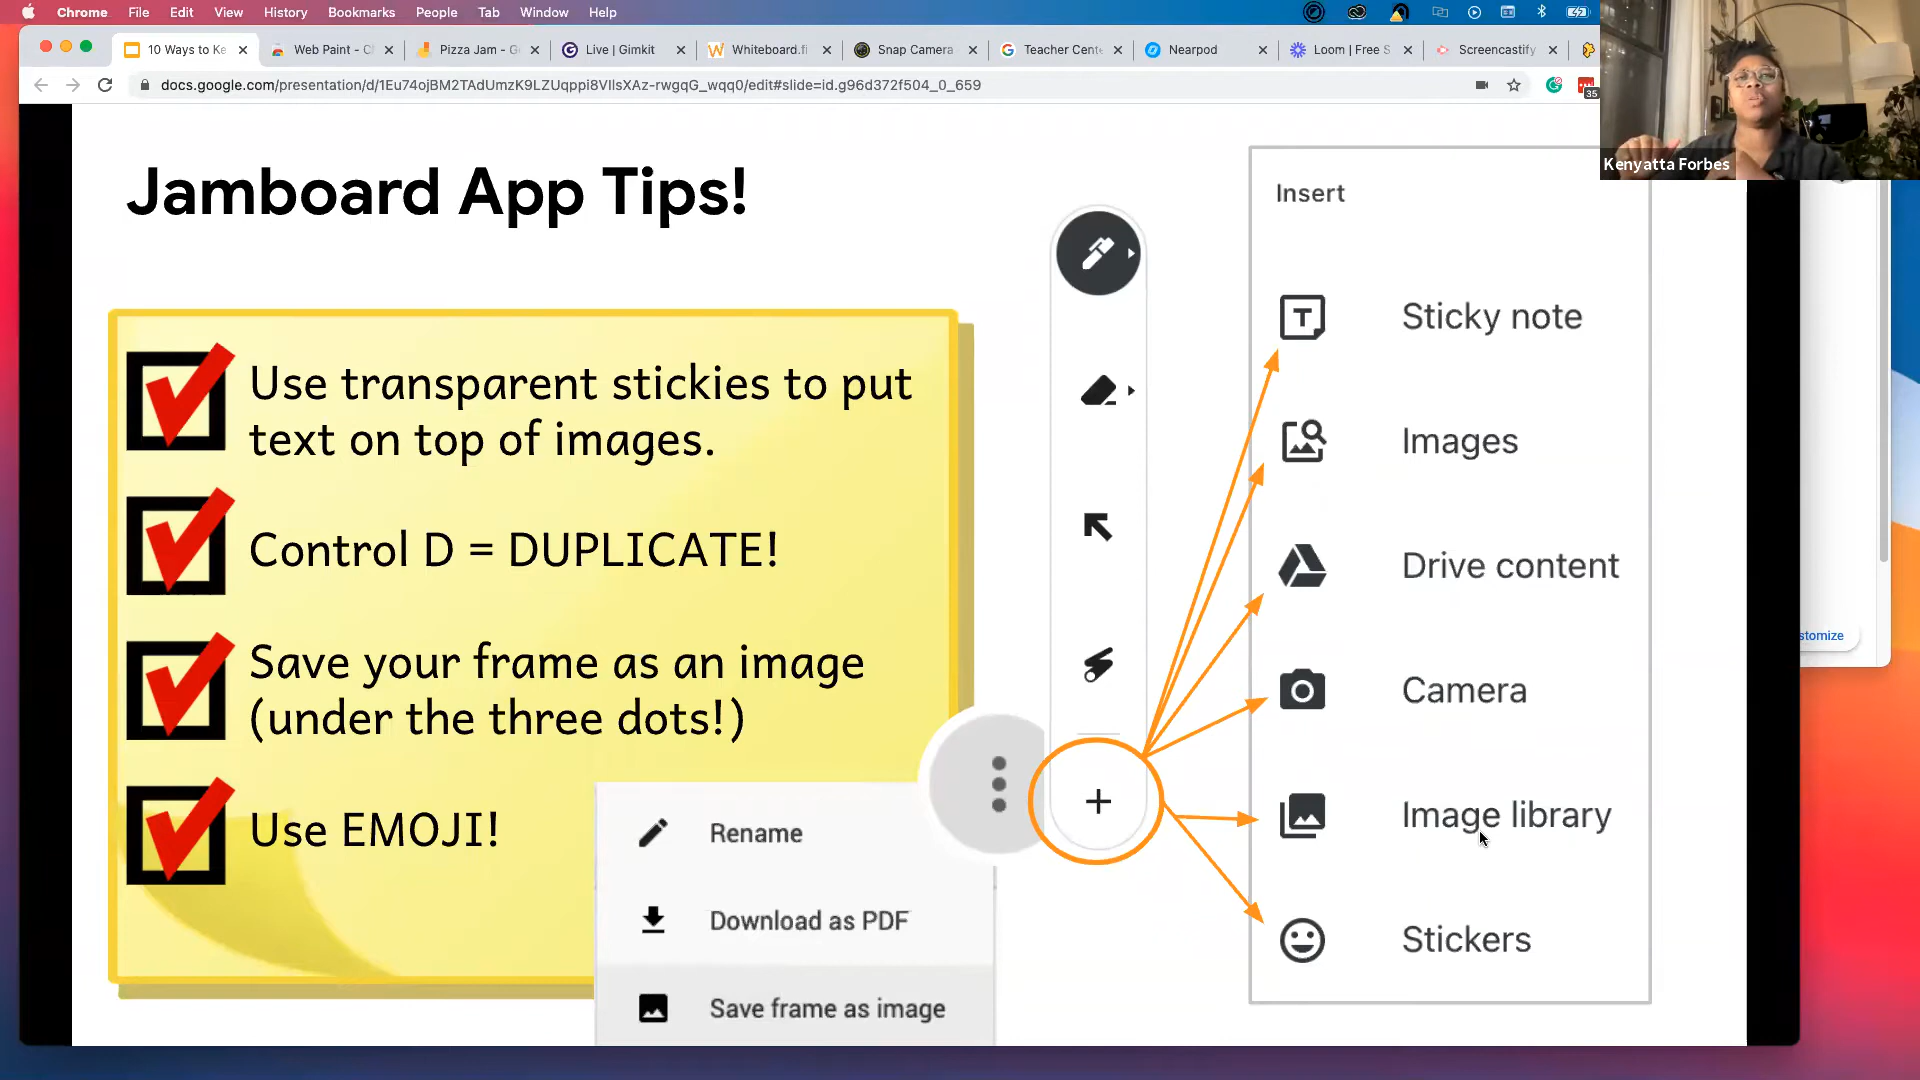 Chrome File Edit View History Bookmarks People Tab Window Help
10 Ways to Ke Web Paint - C Pizza Jam - G Live | Gimkit Whiteboard.fi Snap Camera Teacher Cent Nearpod Loom | Free S Screencastify
docs.google.com/presentation/d/1Eu74ojBM2TAdUmzK9LZUqppi8VIlsXAz-rwgqG_wqq0/edit#slide=id.g96d372f504_0_659
35
Kenyatta Forbes
Jamboard App Tips!
Use transparent stickies to put
text on top of images.
Control D = DUPLICATE!
Save your frame as an image
(under the three dots!)
Use EMOJI!
Rename
Download as PDF
Save frame as image
Insert
Sticky note
Images
Drive content
Camera
Image library
Stickers
stomize